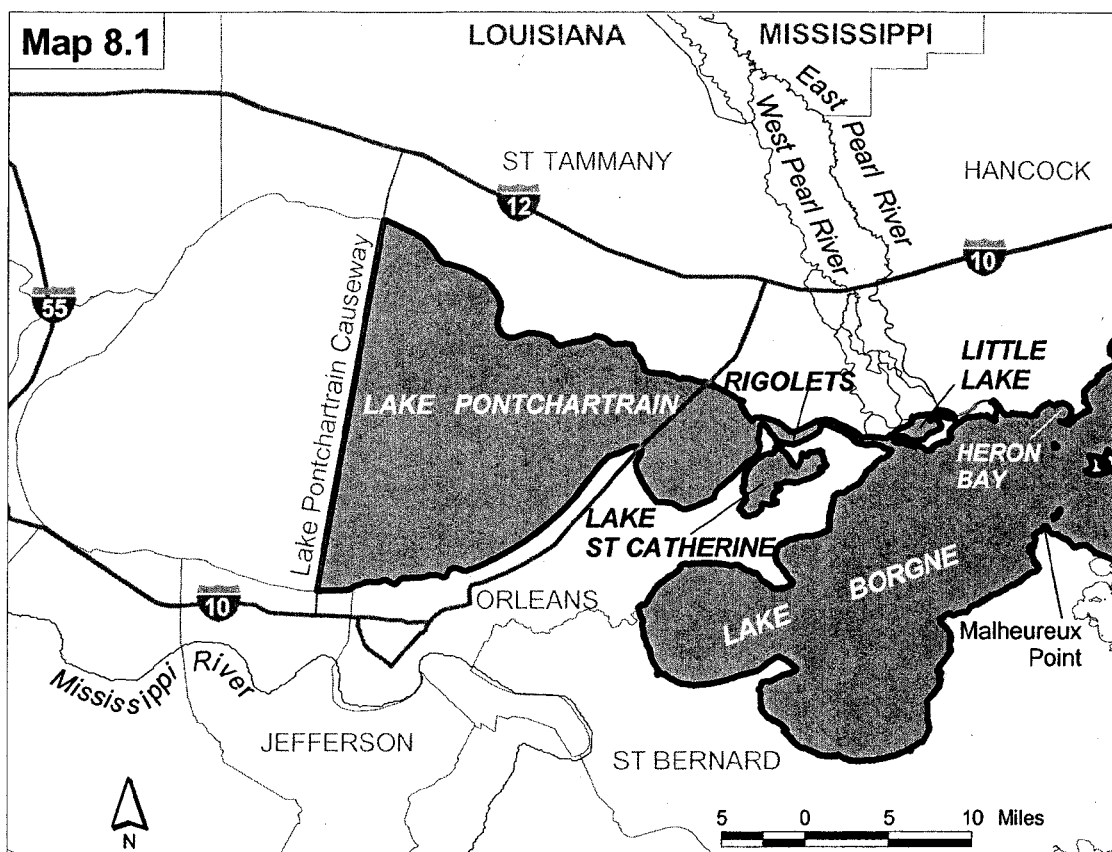 Map 8.1
LOUISIANA
MISSISSIPPI
East Pearl River
West Pearl River
ST TAMMANY
HANCOCK
12
10
55
Lake Pontchartrain Causeway
LITTLE
LAKE
RIGOLETS
LAKE PONTCHARTRAIN
HERON
BAY
1
LAKE
ST CATHERINE
BORGNE
LAKE
10
ORLEANS
Malheureux
Point
Mississippi River
JEFFERSON
ST BERNARD
N
5 0 5 10 Miles